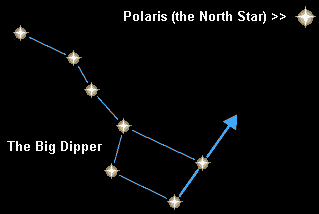 Polaris (the North Star) >>
The Big Dipper